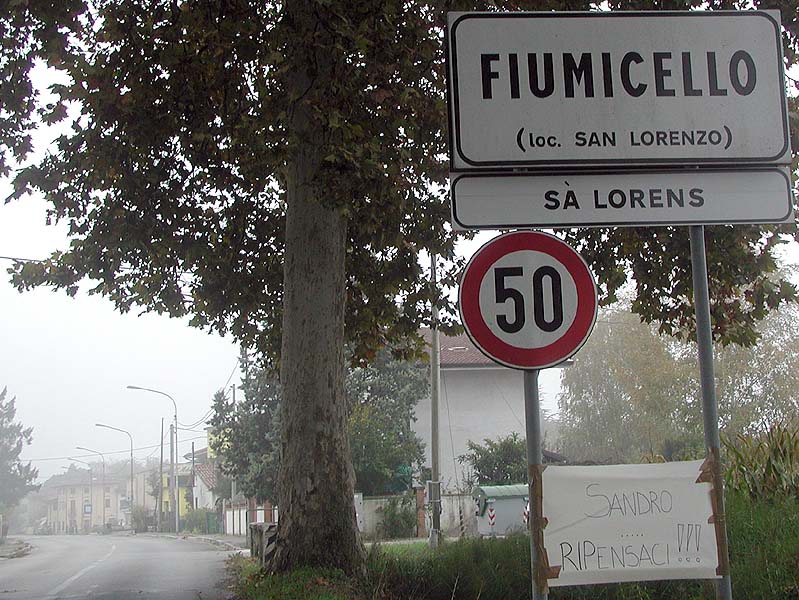 FIUMICELLO
(loc. SAN LORENZO)
SÀ LORENS
50
SANDRO
.....
RIPENSACI!!!